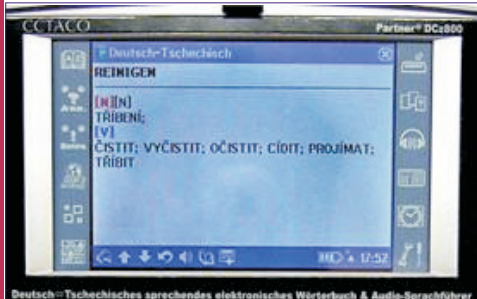 ECTACO
Partner® DCz800
Deutsch-Tschechisch
REINIGEN
[N][N]
TŘÍBENÍ;
[V]
ČISTIT; VYČISTIT; OČISTIT; CÍDIT; PROJÍMAT;
TŘÍBIT
17:52
Deutsch Tschechisches sprechendes elektronisches Wörterbuch & Audio-Sprachführer